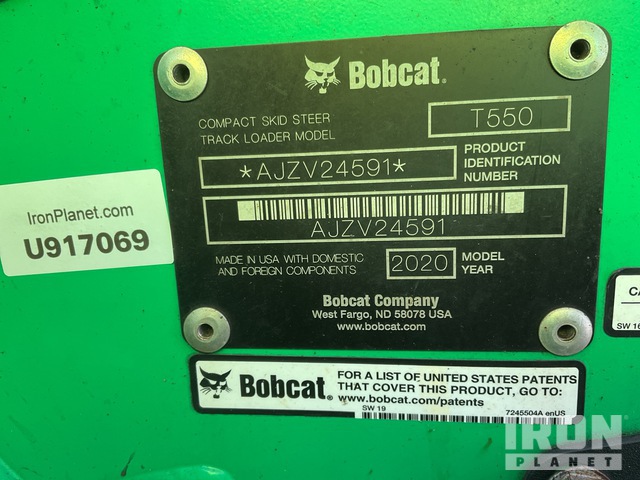 Bobcat.
COMPACT SKID STEER
TRACK LOADER MODEL
T550
*AJZV24591*
PRODUCT
IDENTIFICATION
NUMBER
AJZV24591
MADE IN USA WITH DOMESTIC
AND FOREIGN COMPONENTS
2020
MODEL
YEAR
Bobcat Company
West Fargo, ND 58078 USA
www.bobcat.com
IronPlanet.com
U917069
Bobcat.
FOR A LIST OF UNITED STATES PATENTS
THAT COVER THIS PRODUCT, GO TO:
www.bobcat.com/patents
SW 19
7245504A enUS
CA
SW 16
IRON
PLANET